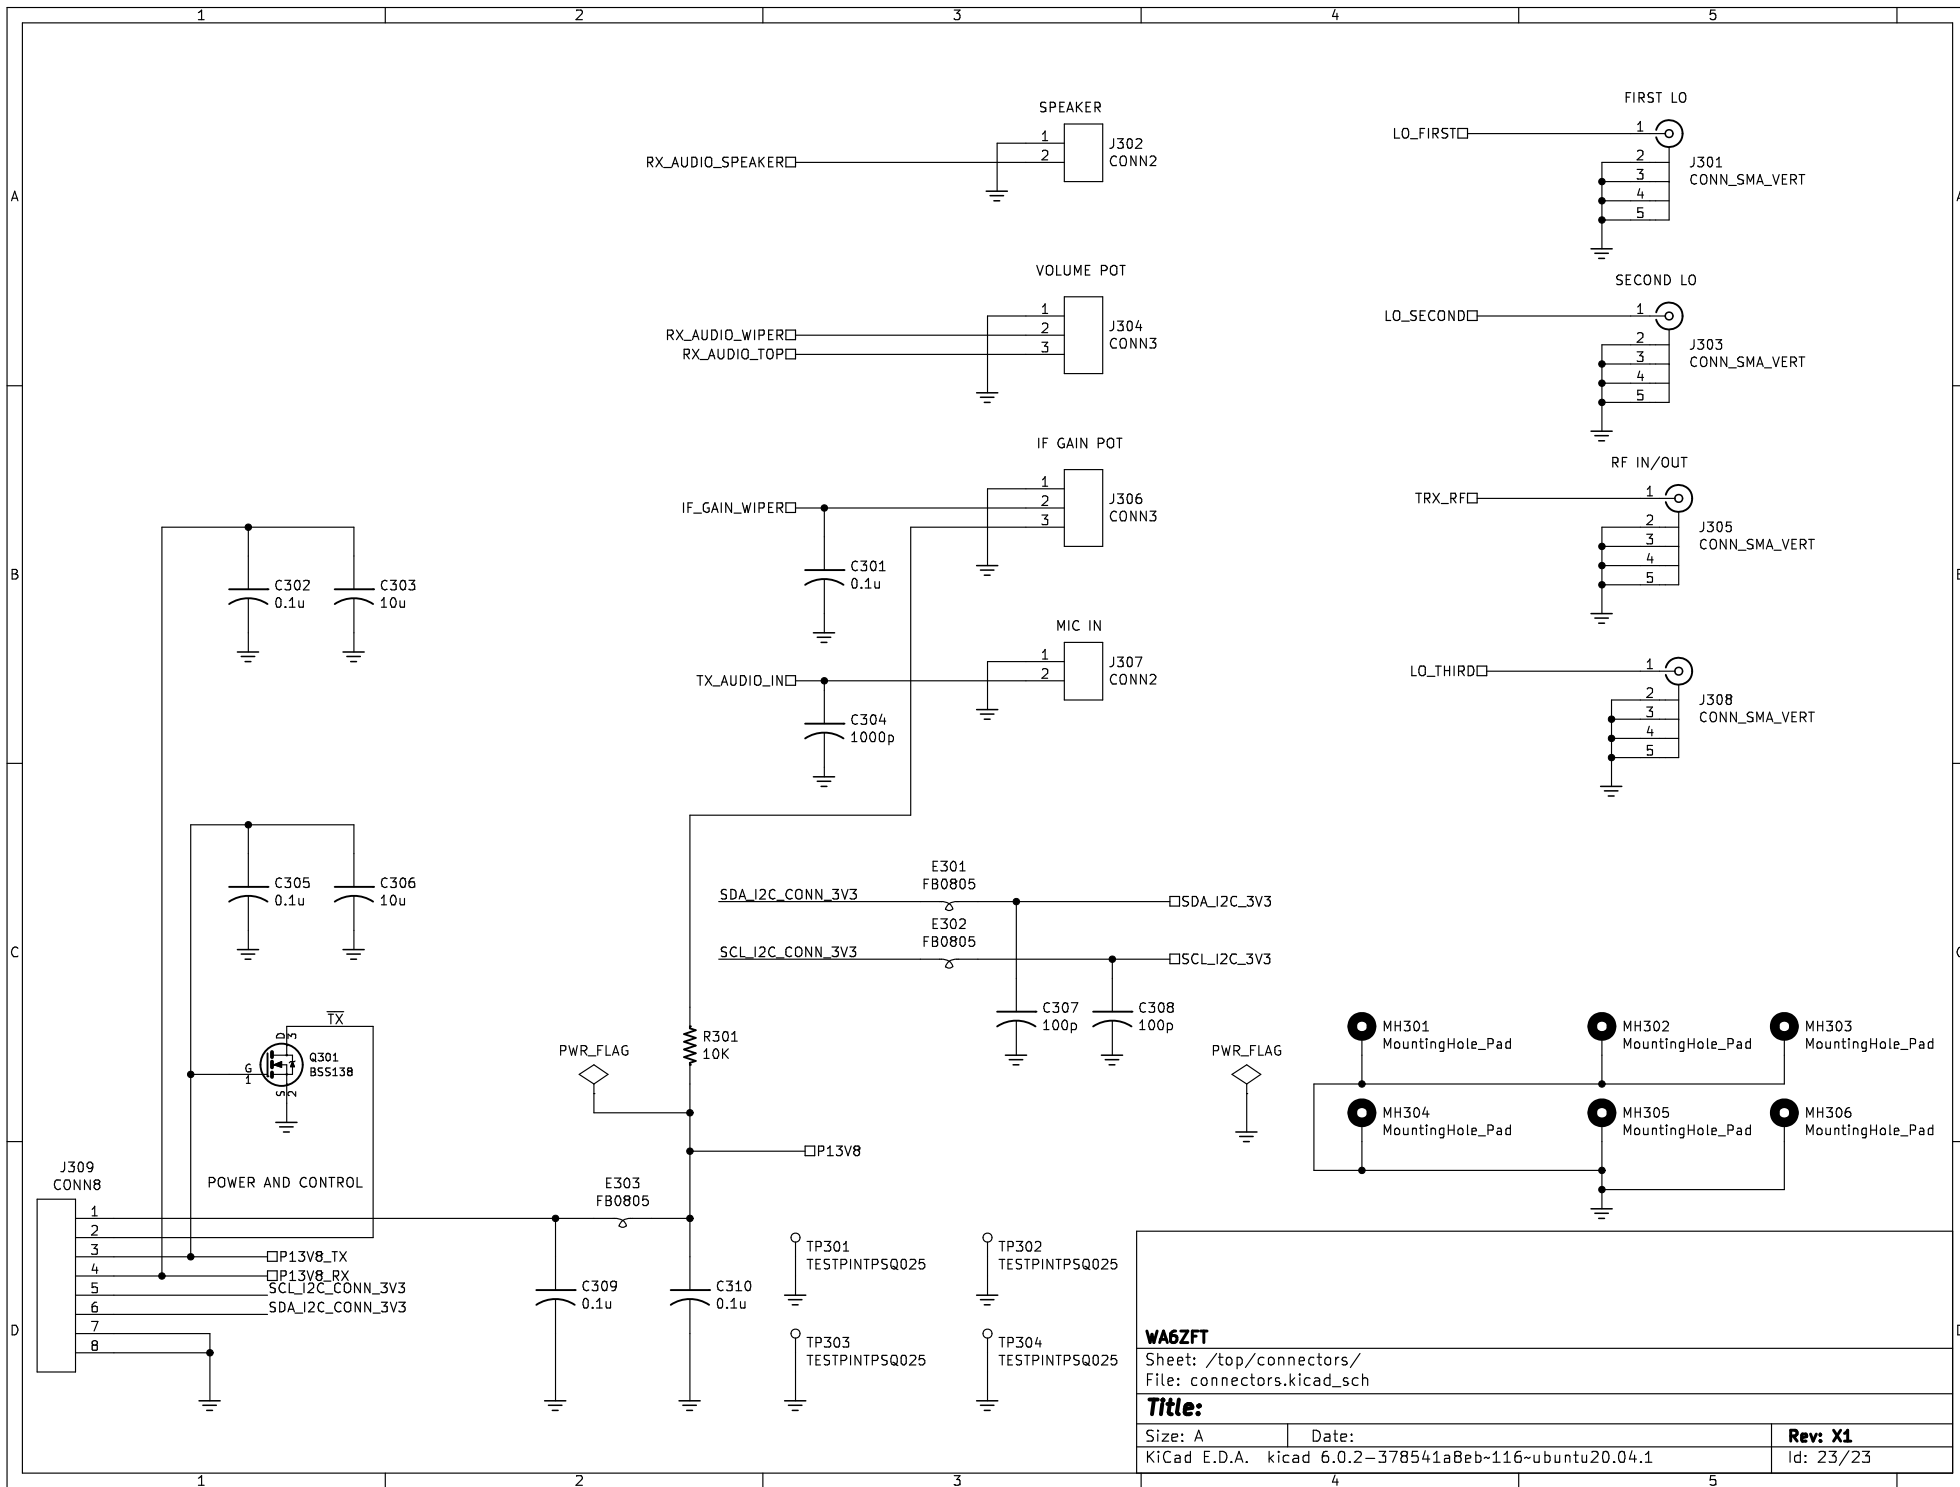 1 2 3 4 5
A
B
C
D
SPEAKER
1
2
J302
CONN2
RX_AUDIO_SPEAKER
VOLUME POT
1
2
3
J304
CONN3
RX_AUDIO_WIPER
RX_AUDIO_TOP
IF GAIN POT
1
2
3
J306
CONN3
IF_GAIN_WIPER
C301
0.1u
MIC IN
1
2
J307
CONN2
TX_AUDIO_IN
C304
1000p
FIRST LO
LO_FIRST
1
2
3
4
5
J301
CONN_SMA_VERT
SECOND LO
LO_SECOND
1
2
3
4
5
J303
CONN_SMA_VERT
RF IN/OUT
TRX_RF
1
2
3
4
5
J305
CONN_SMA_VERT
LO_THIRD
1
2
3
4
5
J308
CONN_SMA_VERT
C302
0.1u
C303
10u
C305
0.1u
C306
10u
TX
D
3
G
1
S
2
Q301
BSS138
POWER AND CONTROL
J309
CONN8
1
2
3
4
5
6
7
8
P13V8_TX
P13V8_RX
SCL_I2C_CONN_3V3
SDA_I2C_CONN_3V3
E301
FB0805
SDA_I2C_CONN_3V3
SDA_I2C_3V3
E302
FB0805
SCL_I2C_CONN_3V3
SCL_I2C_3V3
C307
100p
C308
100p
R301
10K
PWR_FLAG
PWR_FLAG
P13V8
E303
FB0805
C309
0.1u
C310
0.1u
TP301
TESTPINTPSQ025
TP302
TESTPINTPSQ025
TP303
TESTPINTPSQ025
TP304
TESTPINTPSQ025
MH301
MountingHole_Pad
MH302
MountingHole_Pad
MH303
MountingHole_Pad
MH304
MountingHole_Pad
MH305
MountingHole_Pad
MH306
MountingHole_Pad
WA6ZFT
Sheet: /top/connectors/
File: connectors.kicad_sch
Title:
Size: A Date: Rev: X1
KiCad E.D.A. kicad 6.0.2-378541a8eb~116~ubuntu20.04.1 Id: 23/23
1 2 3 4 5